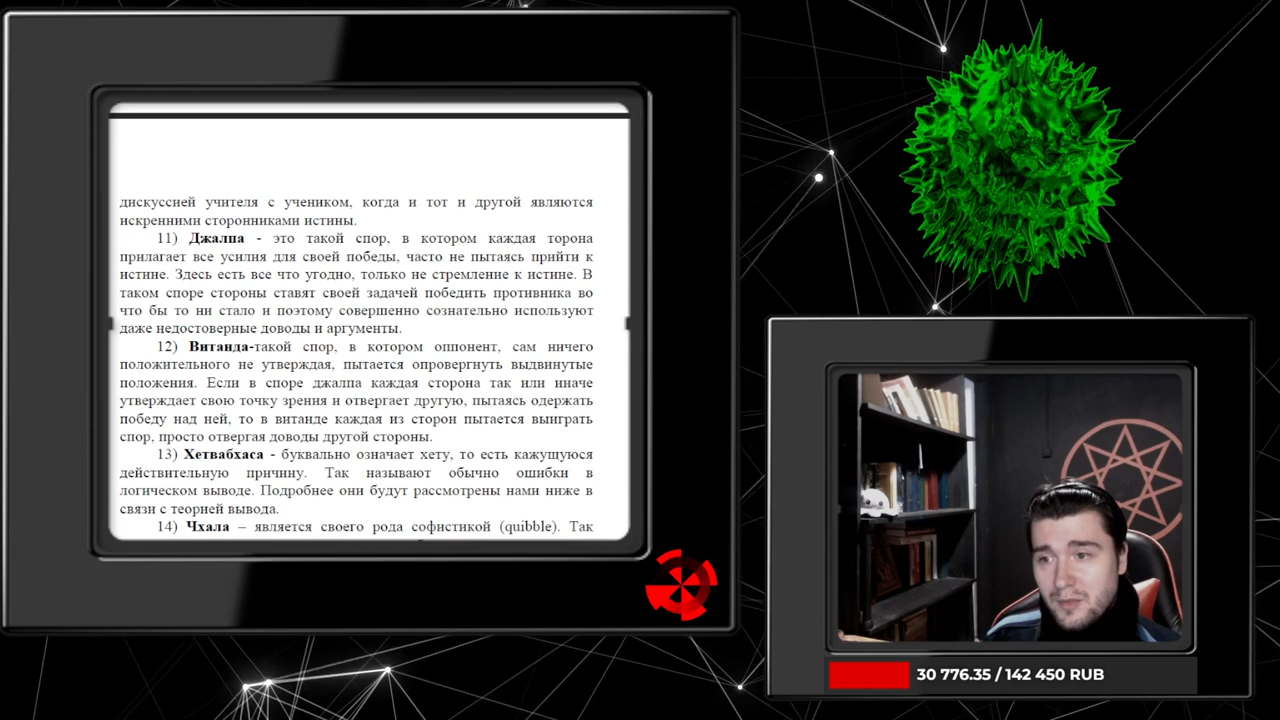 дискуссией учителя с учеником, когда и тот и другой являются
искренними сторонниками истины.
11) Джалпа - это такой спор, в котором каждая торона
прилагает все усилия для своей победы, часто не пытаясь прийти к
истине. Здесь есть все что угодно, только не стремление к истине. В
таком споре стороны ставят своей задачей победить противника во
что бы то ни стало и поэтому совершенно сознательно используют
даже недостоверные доводы и аргументы.
12) Витанда-такой спор, в котором оппонент, сам ничего
положительного не утверждая, пытается опровергнуть выдвинутые
положения. Если в споре джалпа каждая сторона так или иначе
утверждает свою точку зрения и отвергает другую, пытаясь одержать
победу над ней, то в витанде каждая из сторон пытается выиграть
спор, просто отвергая доводы другой стороны.
13) Хетвабхаса - буквально означает хету, то есть кажущуюся
действительную причину. Так называют обычно ошибки в
логическом выводе. Подробнее они будут рассмотрены нами ниже в
связи с теорией вывода.
14) Чхала – является своего рода софистикой (quibble). Так
30 776.35 / 142 450 RUB